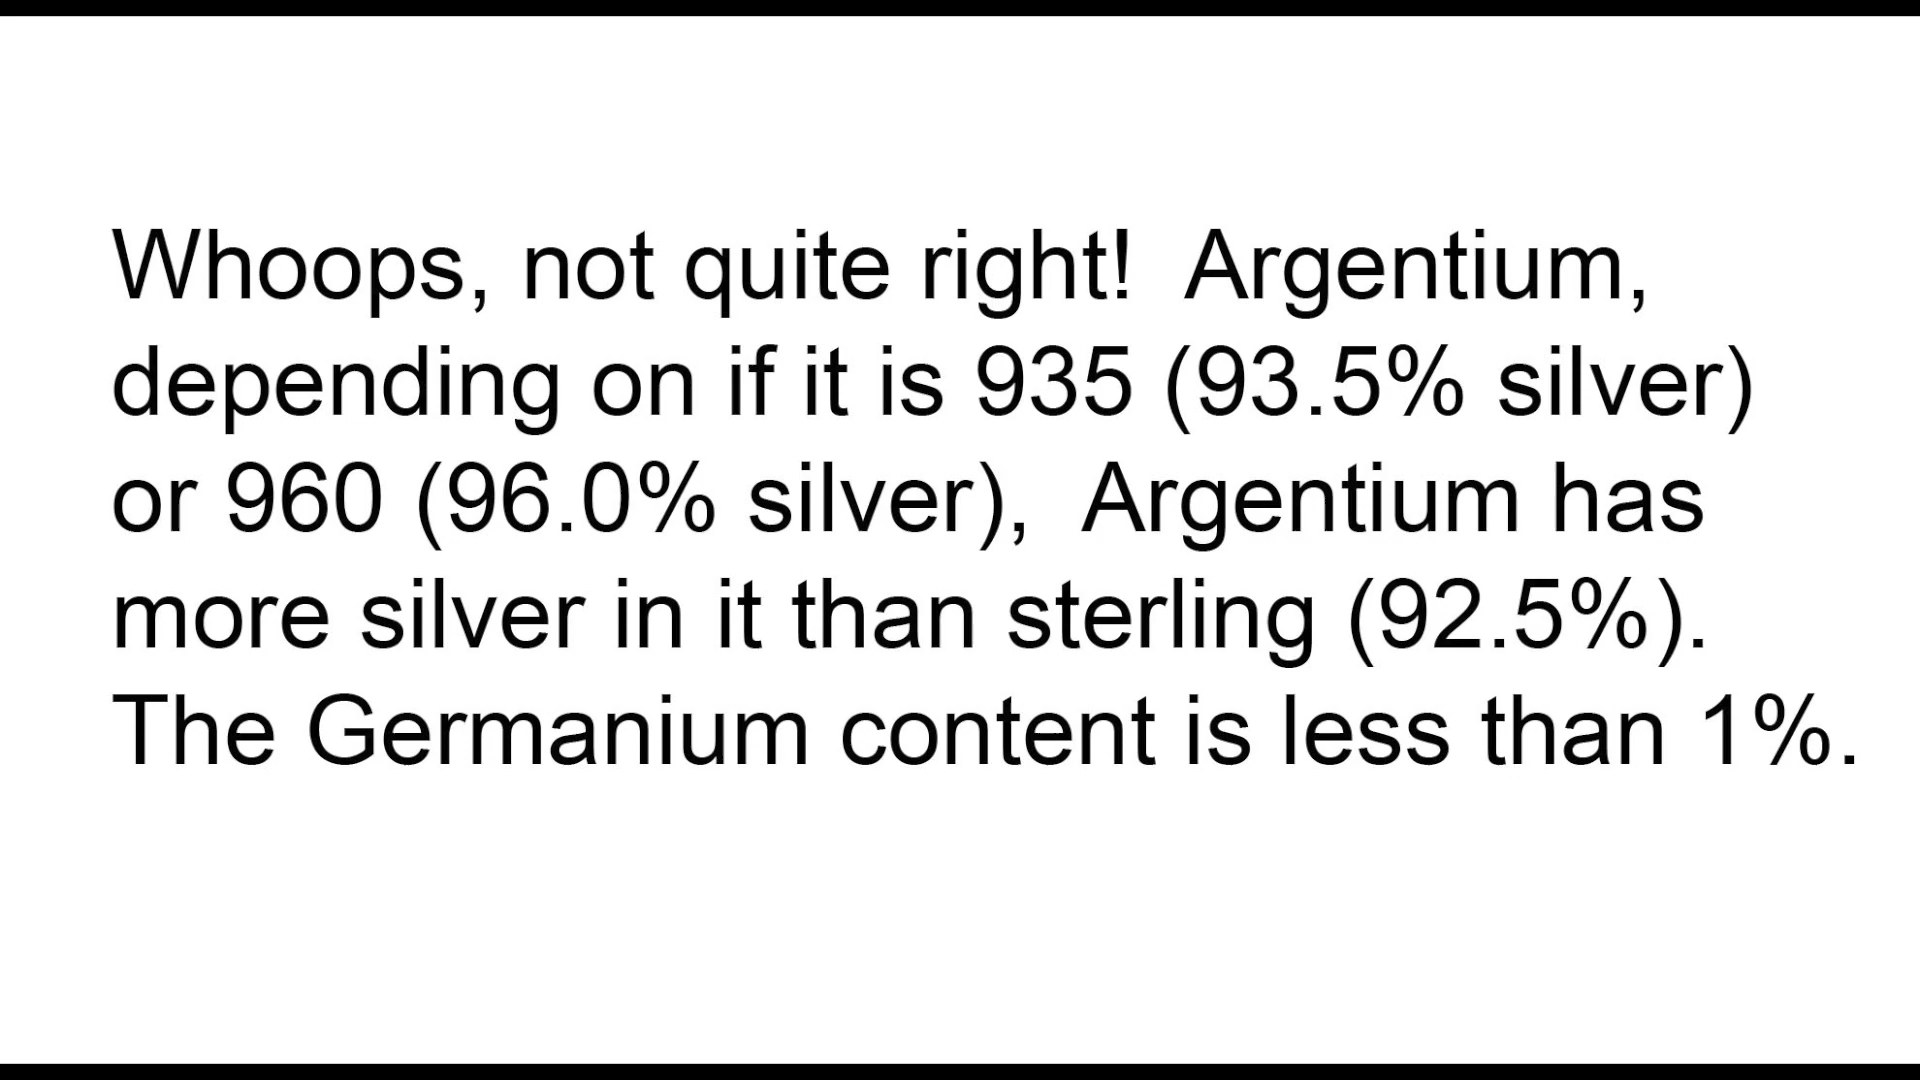 Whoops, not quite right!  Argentium,
depending on if it is 935 (93.5% silver)
or 960 (96.0% silver),  Argentium has
more silver in it than sterling (92.5%).
The Germanium content is less than 1%.